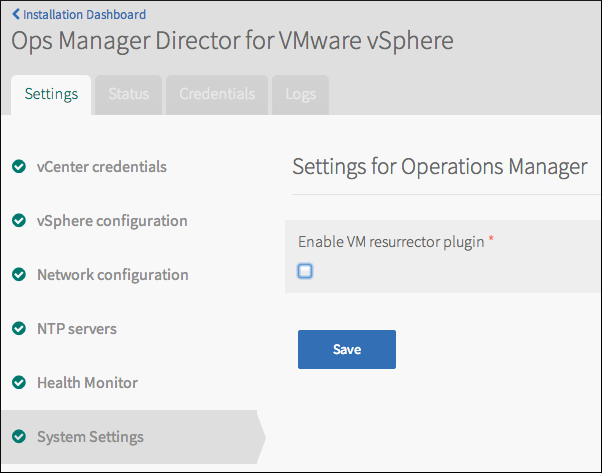 Installation Dashboard
Ops Manager Director for VMware vSphere
Settings
Status
Credentials
Logs
vCenter credentials
vSphere configuration
Network configuration
NTP servers
Health Monitor
System Settings
Settings for Operations Manager
Enable VM resurrector plugin *
Save